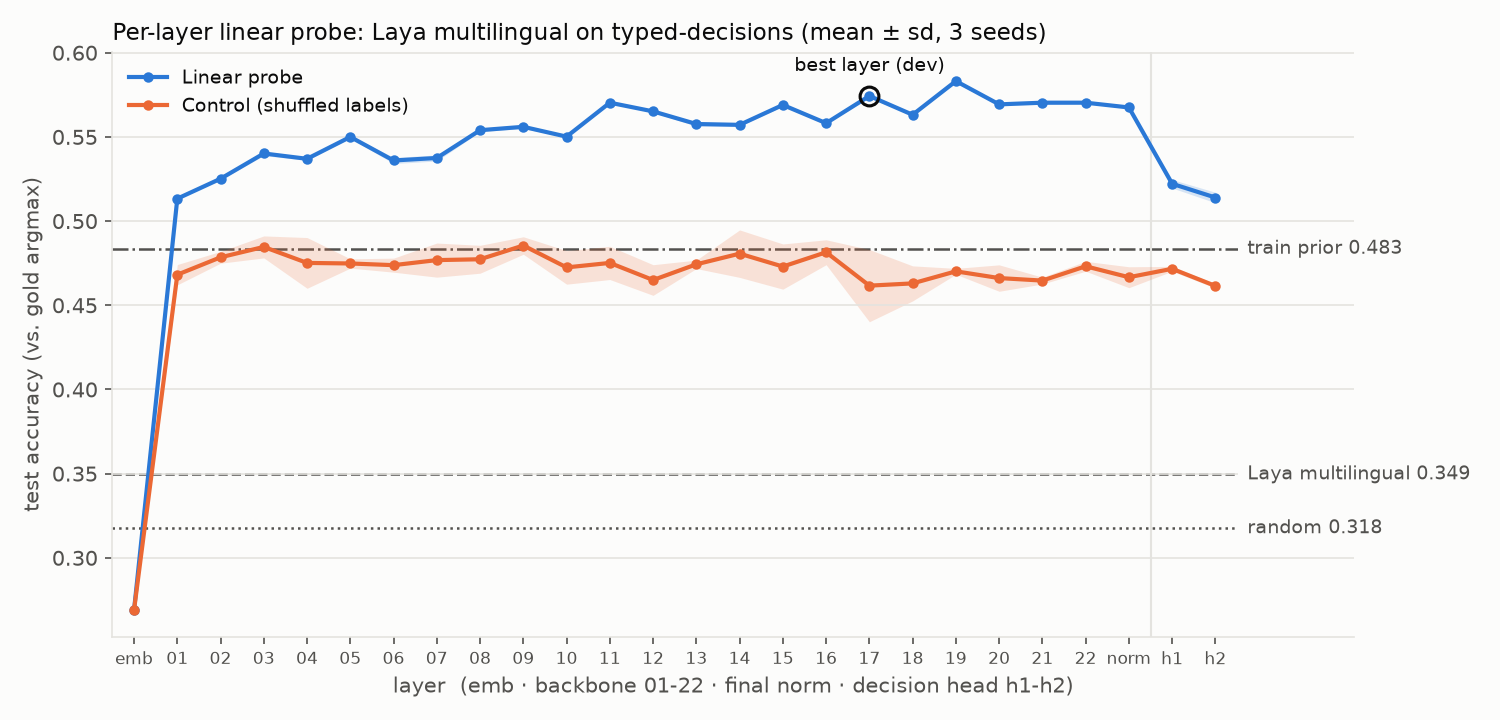 Per-layer linear probe: Laya multilingual on typed-decisions (mean ± sd, 3 seeds)
best layer (dev)
Linear probe
Control (shuffled labels)
0.60
0.55
0.50
0.45
0.40
0.35
0.30
test accuracy (vs. gold argmax)
train prior 0.483
Laya multilingual 0.349
random 0.318
emb 01 02 03 04 05 06 07 08 09 10 11 12 13 14 15 16 17 18 19 20 21 22 norm h1 h2
layer (emb · backbone 01-22 · final norm · decision head h1-h2)